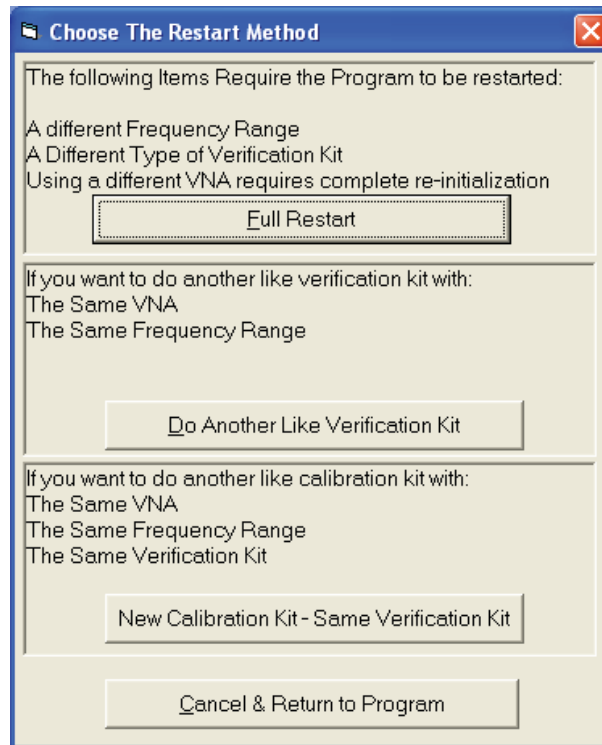 Choose The Restart Method
The following Items Require the Program to be restarted:
A different Frequency Range
A Different Type of Verification Kit
Using a different VNA requires complete re-initialization
Full Restart
If you want to do another like verification kit with:
The Same VNA
The Same Frequency Range
Do Another Like Verification Kit
If you want to do another like calibration kit with:
The Same VNA
The Same Frequency Range
The Same Verification Kit
New Calibration Kit - Same Verification Kit
Cancel & Return to Program